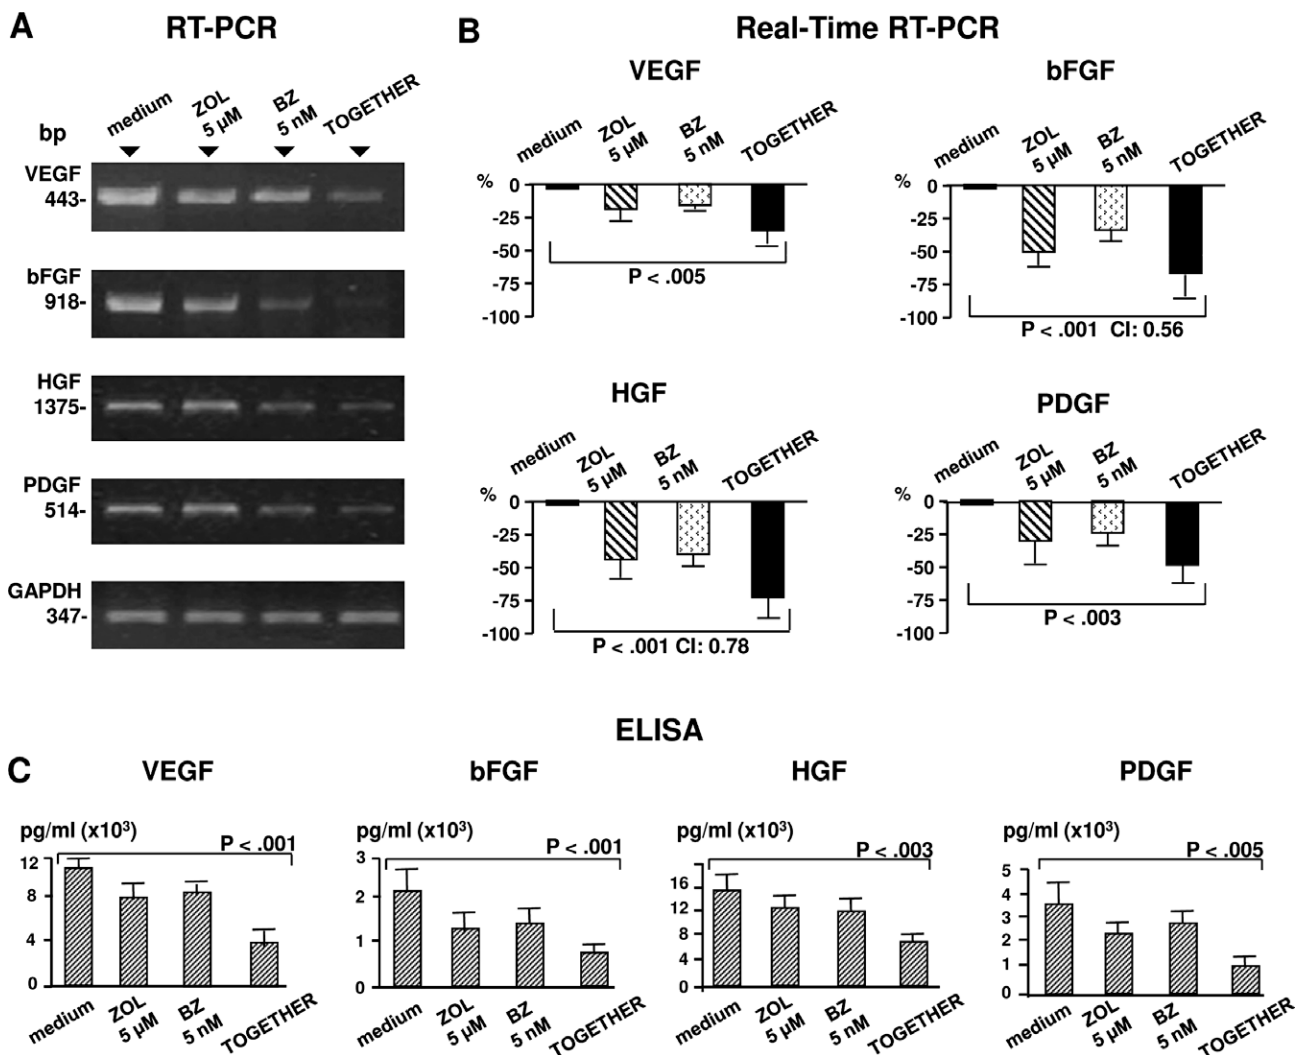 A
RT-PCR
medium
ZOL
5 µM
BZ
5 nM
TOGETHER
bp
VEGF
443-
bFGF
918-
HGF
1375-
PDGF
514-
GAPDH
347-
B
Real-Time RT-PCR
VEGF
medium
ZOL
5 µM
BZ
5 nM
TOGETHER
%
0
-25
-50
-75
-100
P < .005
bFGF
medium
ZOL
5 µM
BZ
5 nM
TOGETHER
%
0
-25
-50
-75
-100
P < .001 CI: 0.56
HGF
medium
ZOL
5 µM
BZ
5 nM
TOGETHER
%
0
-25
-50
-75
-100
P < .001 CI: 0.78
PDGF
medium
ZOL
5 µM
BZ
5 nM
TOGETHER
%
0
-25
-50
-75
-100
P < .003
ELISA
C
VEGF
pg/ml (x10³)
P < .001
12
8
4
0
medium
ZOL
5 µM
BZ
5 nM
TOGETHER
bFGF
pg/ml (x10³)
P < .001
3
2
1
0
medium
ZOL
5 µM
BZ
5 nM
TOGETHER
HGF
pg/ml (x10³)
P < .003
16
12
8
4
0
medium
ZOL
5 µM
BZ
5 nM
TOGETHER
PDGF
pg/ml (x10³)
P < .005
5
4
3
2
1
0
medium
ZOL
5 µM
BZ
5 nM
TOGETHER